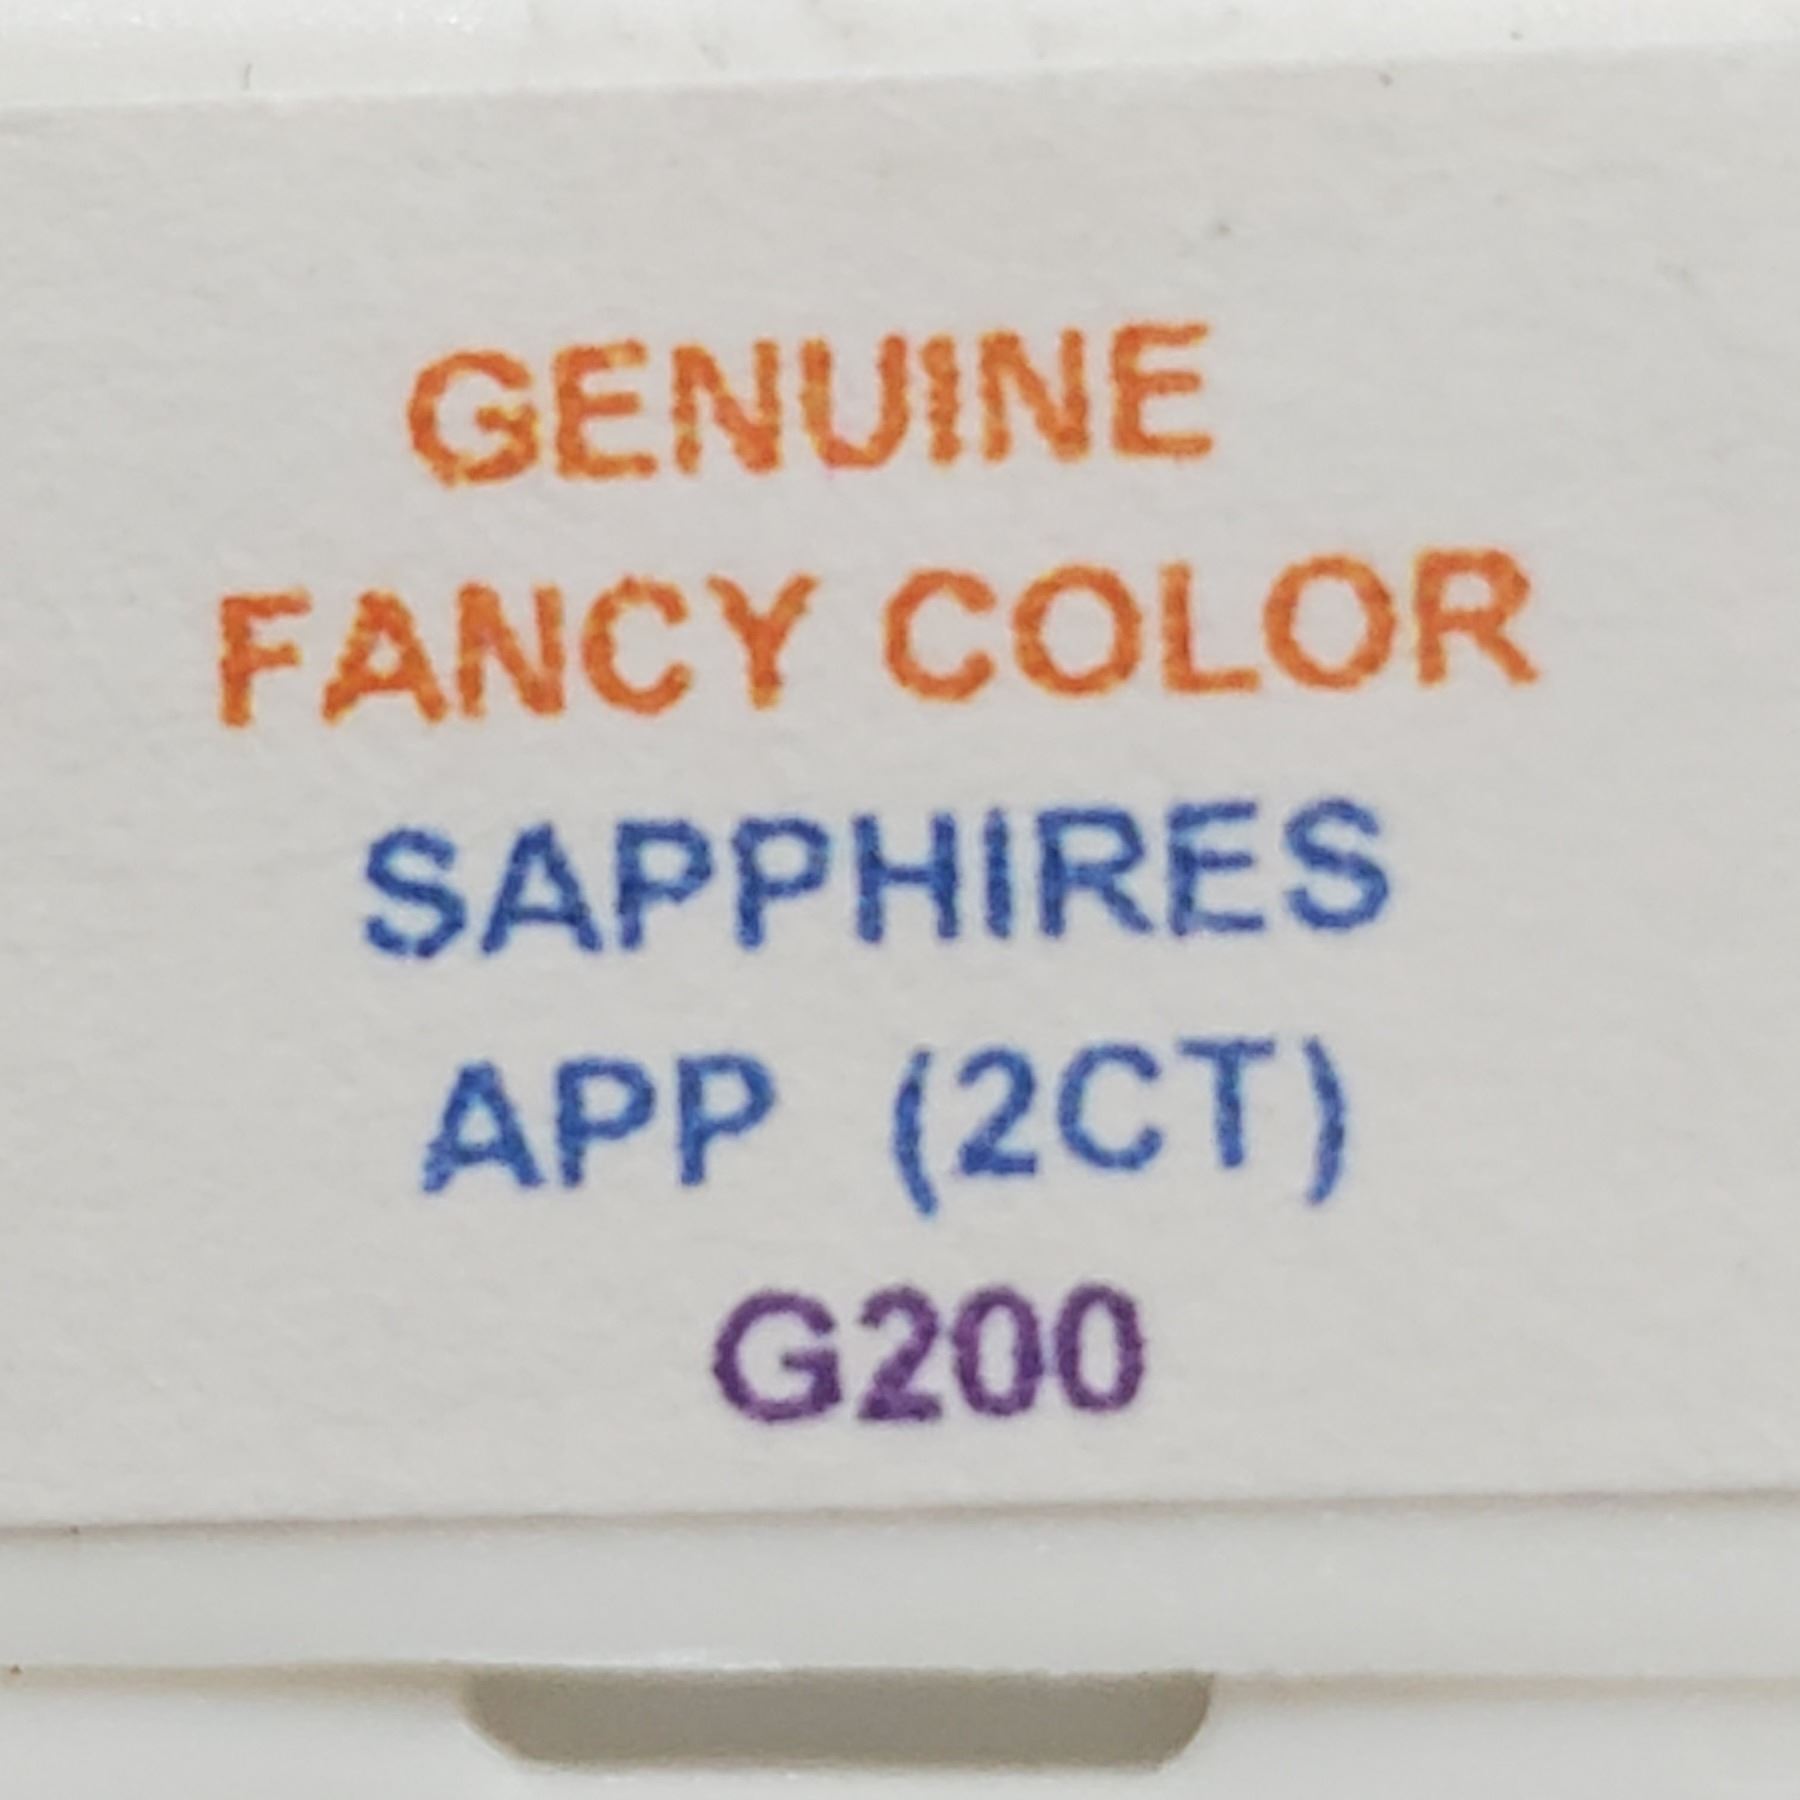 GENUINE
FANCY COLOR
SAPPHIRES
APP (2CT)
G200